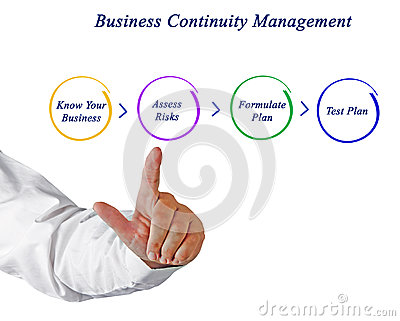 Business Continuity Management
Know Your
Business
>
Assess
Risks
>
Formulate
Plan
>
Test Plan
dreamstime.com